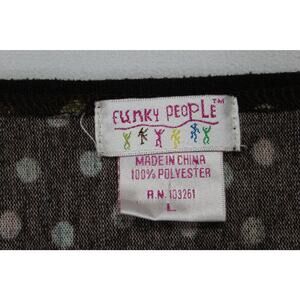 FUNKY PEOPLE™
MADE IN CHINA
100% POLYESTER
R.N. 103261
L